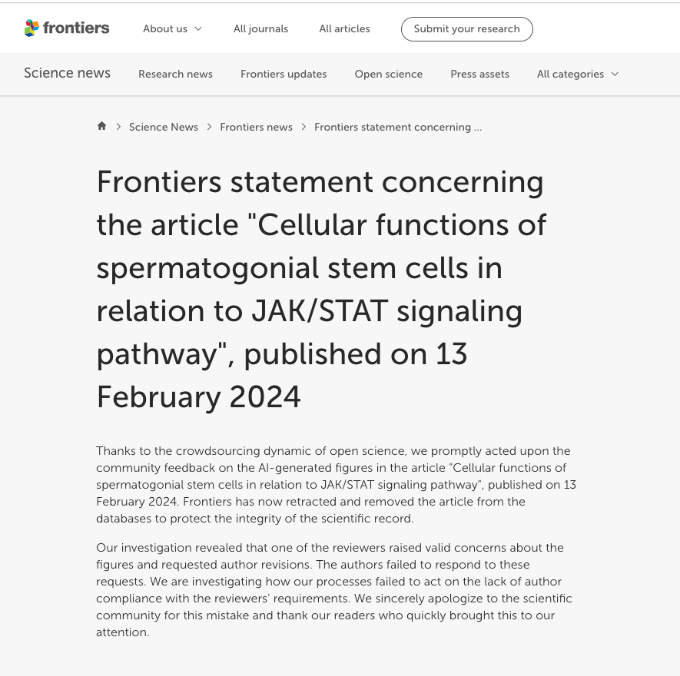 frontiers
About us
All journals
All articles
Submit your research
Science news
Research news
Frontiers updates
Open science
Press assets
All categories
Science News
Frontiers news
Frontiers statement concerning ...
Frontiers statement concerning
the article "Cellular functions of
spermatogonial stem cells in
relation to JAK/STAT signaling
pathway", published on 13
February 2024
Thanks to the crowdsourcing dynamic of open science, we promptly acted upon the
community feedback on the AI-generated figures in the article "Cellular functions of
spermatogonial stem cells in relation to JAK/STAT signaling pathway", published on 13
February 2024. Frontiers has now retracted and removed the article from the
databases to protect the integrity of the scientific record.
Our investigation revealed that one of the reviewers raised valid concerns about the
figures and requested author revisions. The authors failed to respond to these
requests. We are investigating how our processes failed to act on the lack of author
compliance with the reviewers' requirements. We sincerely apologize to the scientific
community for this mistake and thank our readers who quickly brought this to our
attention.